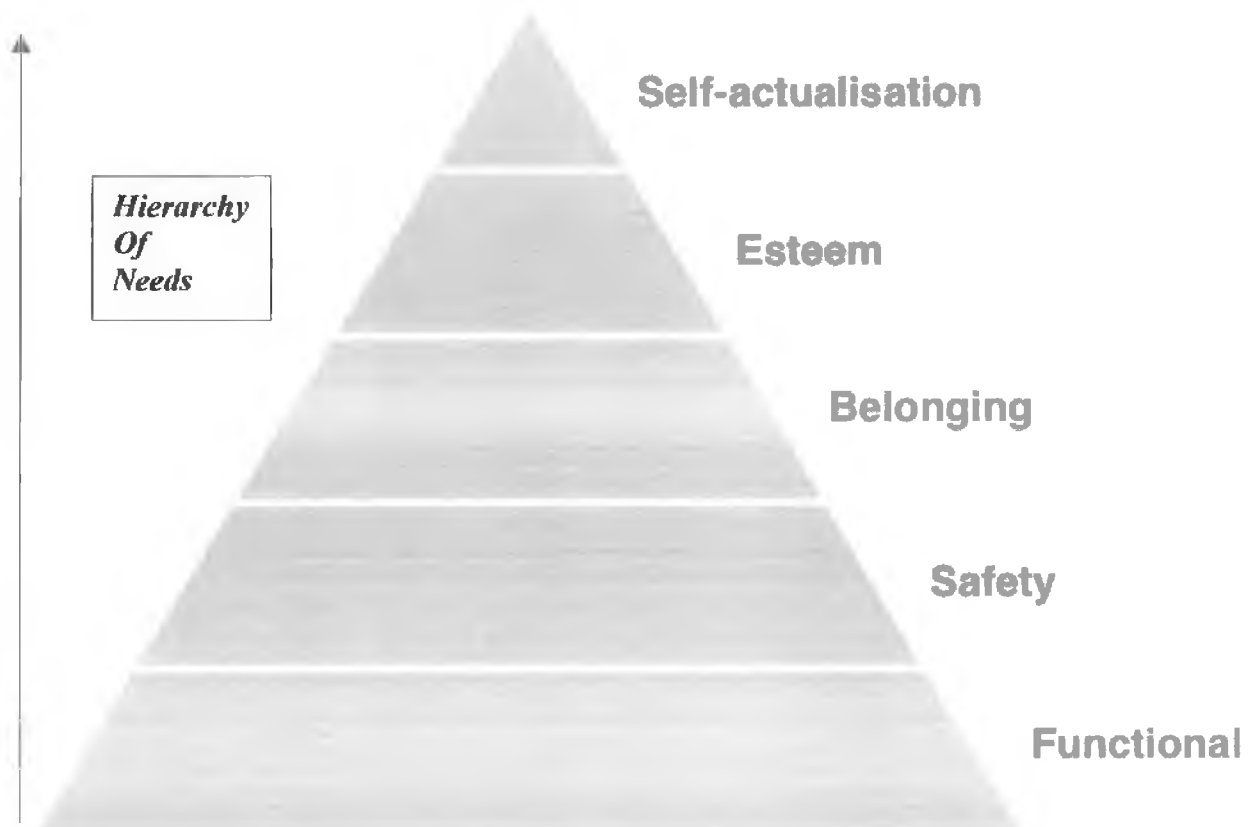 Self-actualisation
Hierarchy
Of
Needs
Esteem
Belonging
Safety
Functional